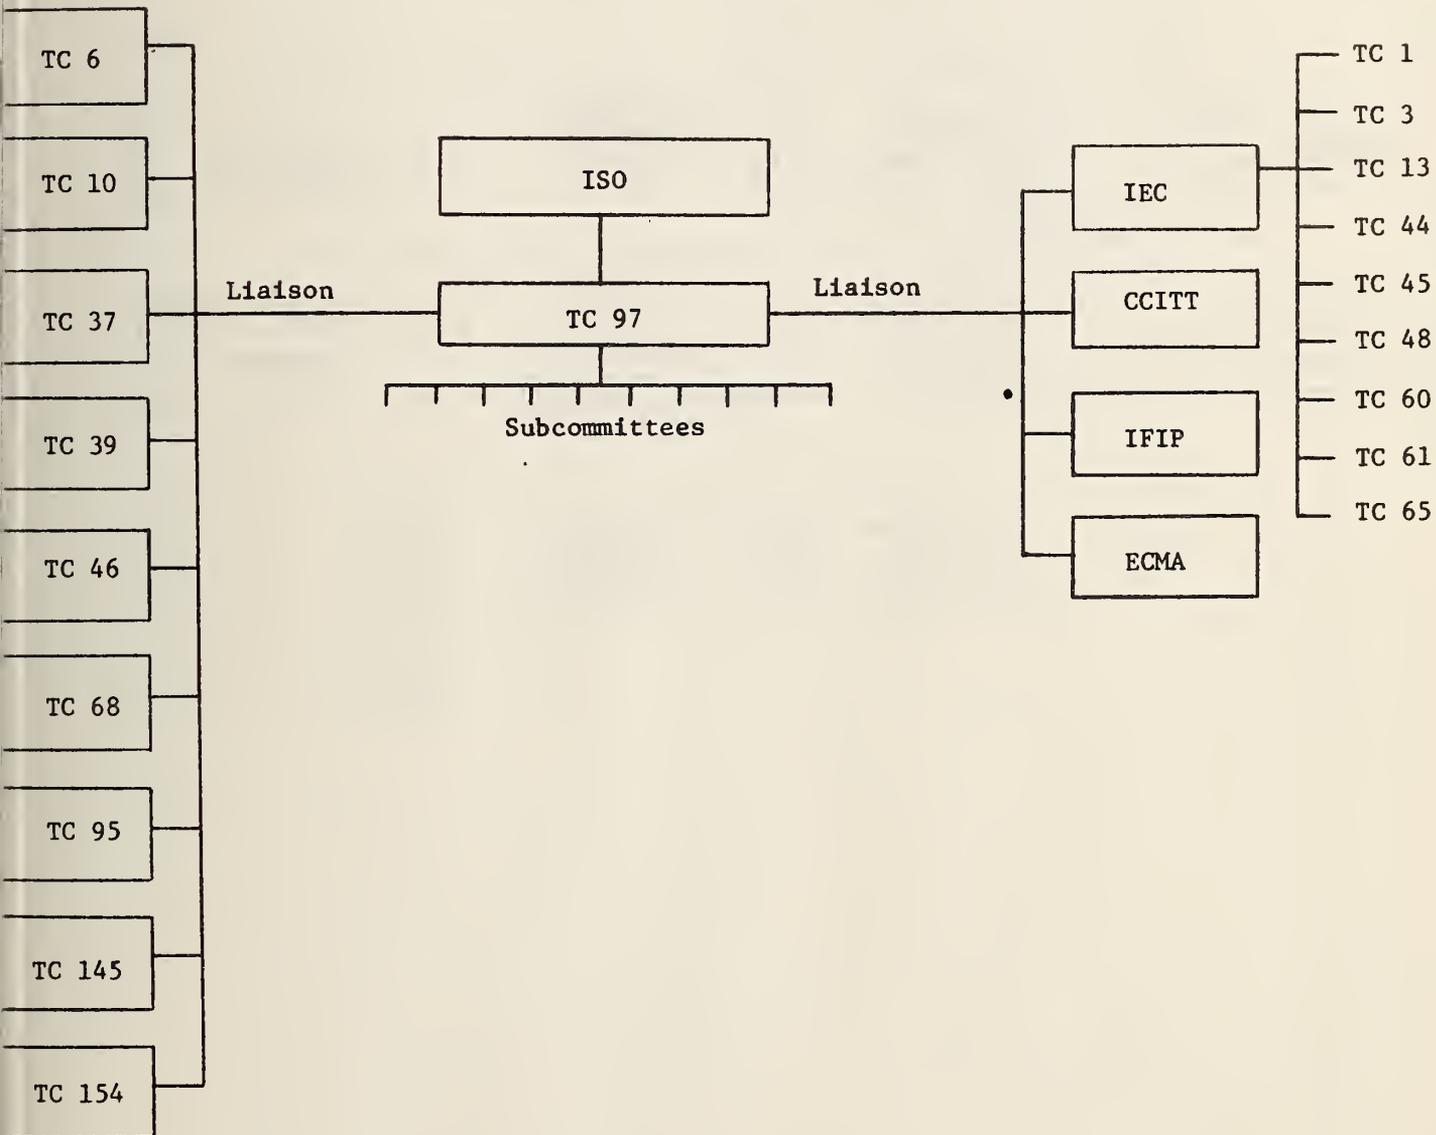 TC 6
TC 10
TC 37
TC 39
TC 46
TC 68
TC 95
TC 145
TC 154
Liaison
ISO
TC 97
Subcommittees
Liaison
IEC
CCITT
IFIP
ECMA
TC 1
TC 3
TC 13
TC 44
TC 45
TC 48
TC 60
TC 61
TC 65